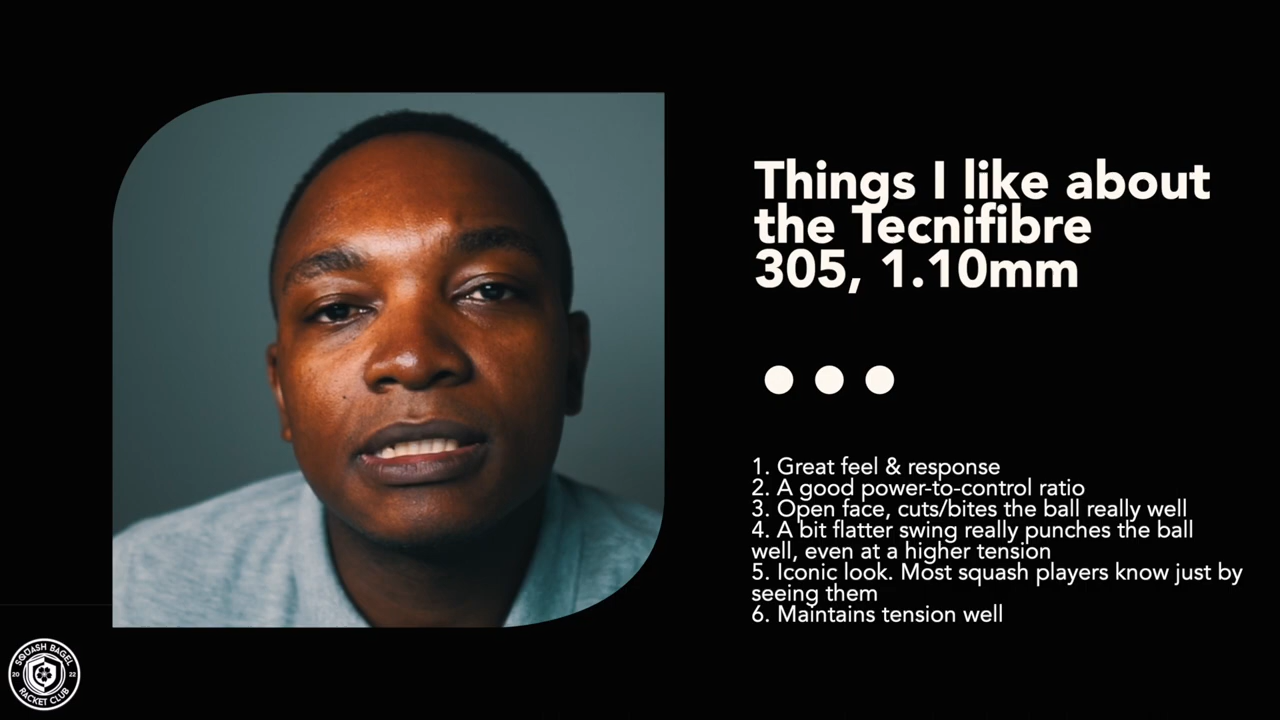 Things I like about
the Tecnifibre
305, 1.10mm
1. Great feel & response
2. A good power-to-control ratio
3. Open face, cuts/bites the ball really well
4. A bit flatter swing really punches the ball
well, even at a higher tension
5. Iconic look. Most squash players know just by
seeing them
6. Maintains tension well
SQUASH BAGEL
20 22
RACKET CLUB